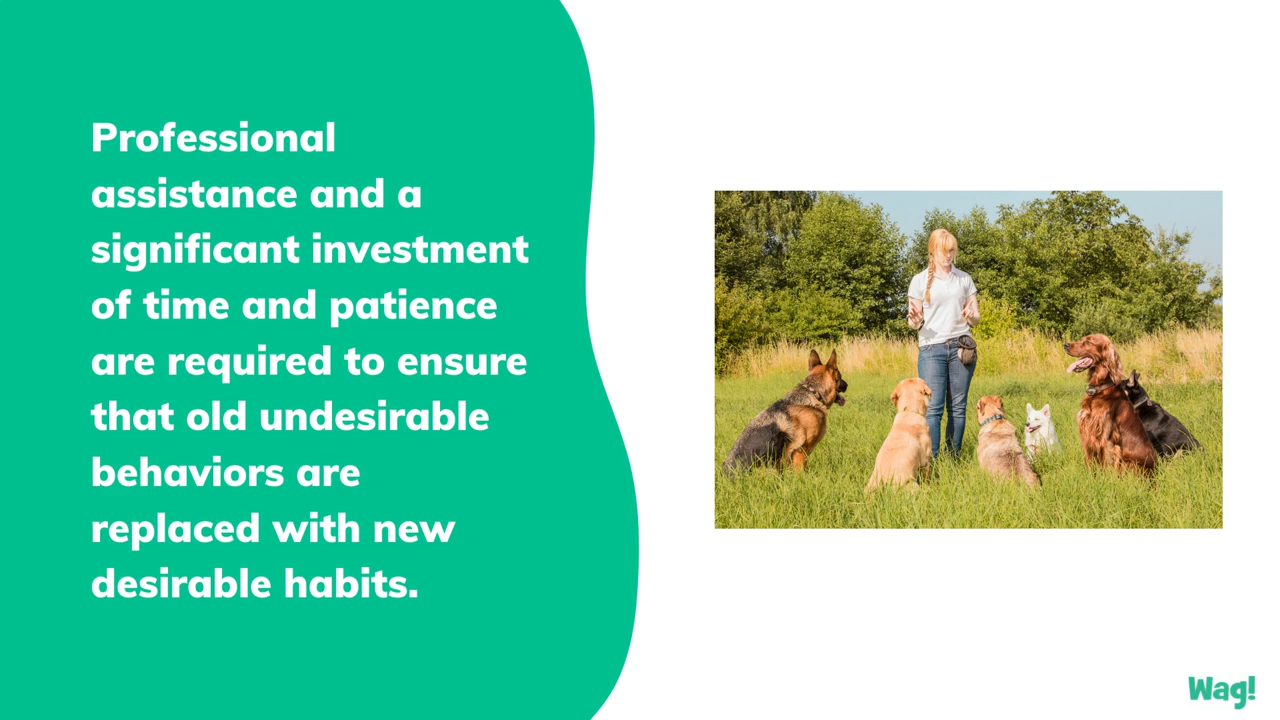 Professional
assistance and a
significant investment
of time and patience
are required to ensure
that old undesirable
behaviors are
replaced with new
desirable habits.
Wag!